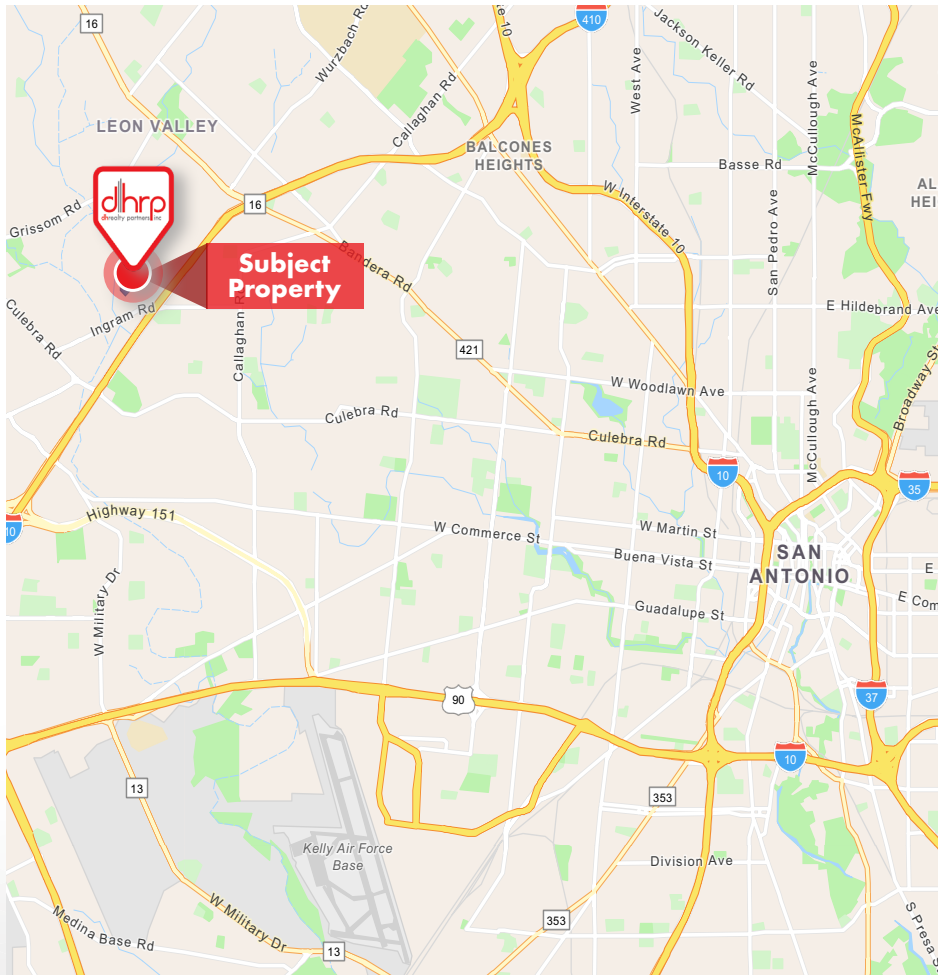 16
410
Jackson Keller Rd
Wurzbach Rd
e 10
West Ave
McCullough Ave
LEON VALLEY
Callaghan Rd
BALCONES
HEIGHTS
McAllister Fwy
Basse Rd
dhrp
dhrealty partners, inc
16
W Interstate 10
San Pedro Ave
AL
HEI
Grissom Rd
Subject
Property
Bandera Rd
Culebra Rd
Ingram Rd
Callaghan R
E Hildebrand Ave
421
Broadway St
W Woodlawn Ave
McCullough Ave
Culebra Rd
Culebra Rd
10
35
10
Highway 151
W Commerce St
W Martin St
Buena Vista St
SAN
ANTONIO
E
W Military Dr
Guadalupe St
E Com
90
37
10
13
353
Kelly Air Force
Base
Division Ave
W Military Dr
353
Medina Base Rd
13
S Presa S